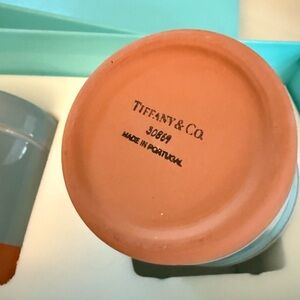 TIFFANY & CO.
30869
MADE IN PORTUGAL